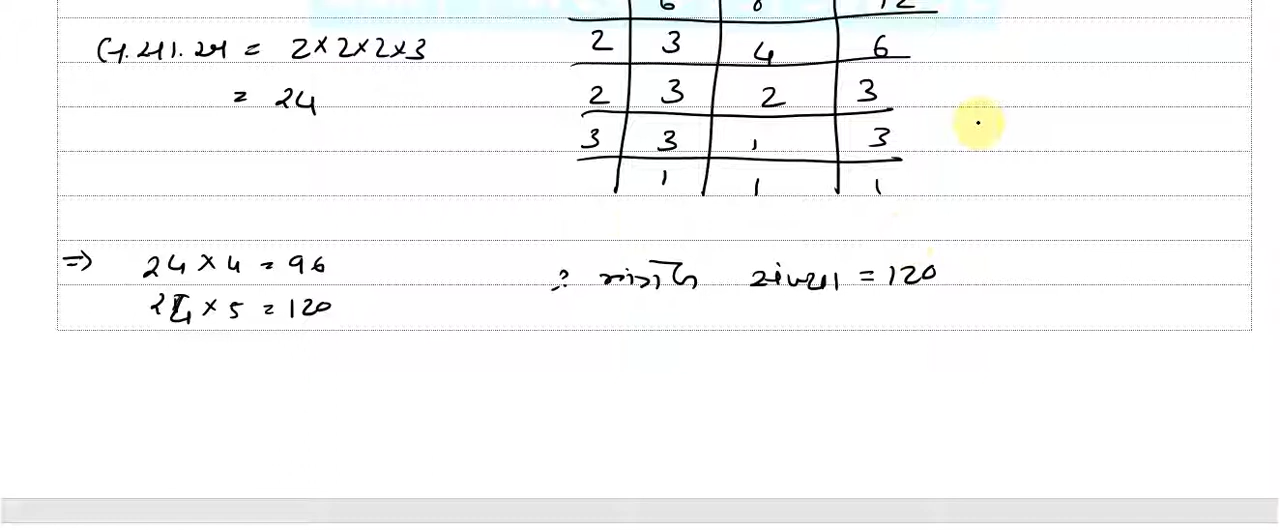 6 8 12
લ.સા.અ = 2×2×2×3
= 24
2 3 4 6
2 3 2 3
3 3 1 3
1 1 1
⇒ 24 × 4 = 96
24 × 5 = 120
∴ માંગેલ સંખ્યા = 120